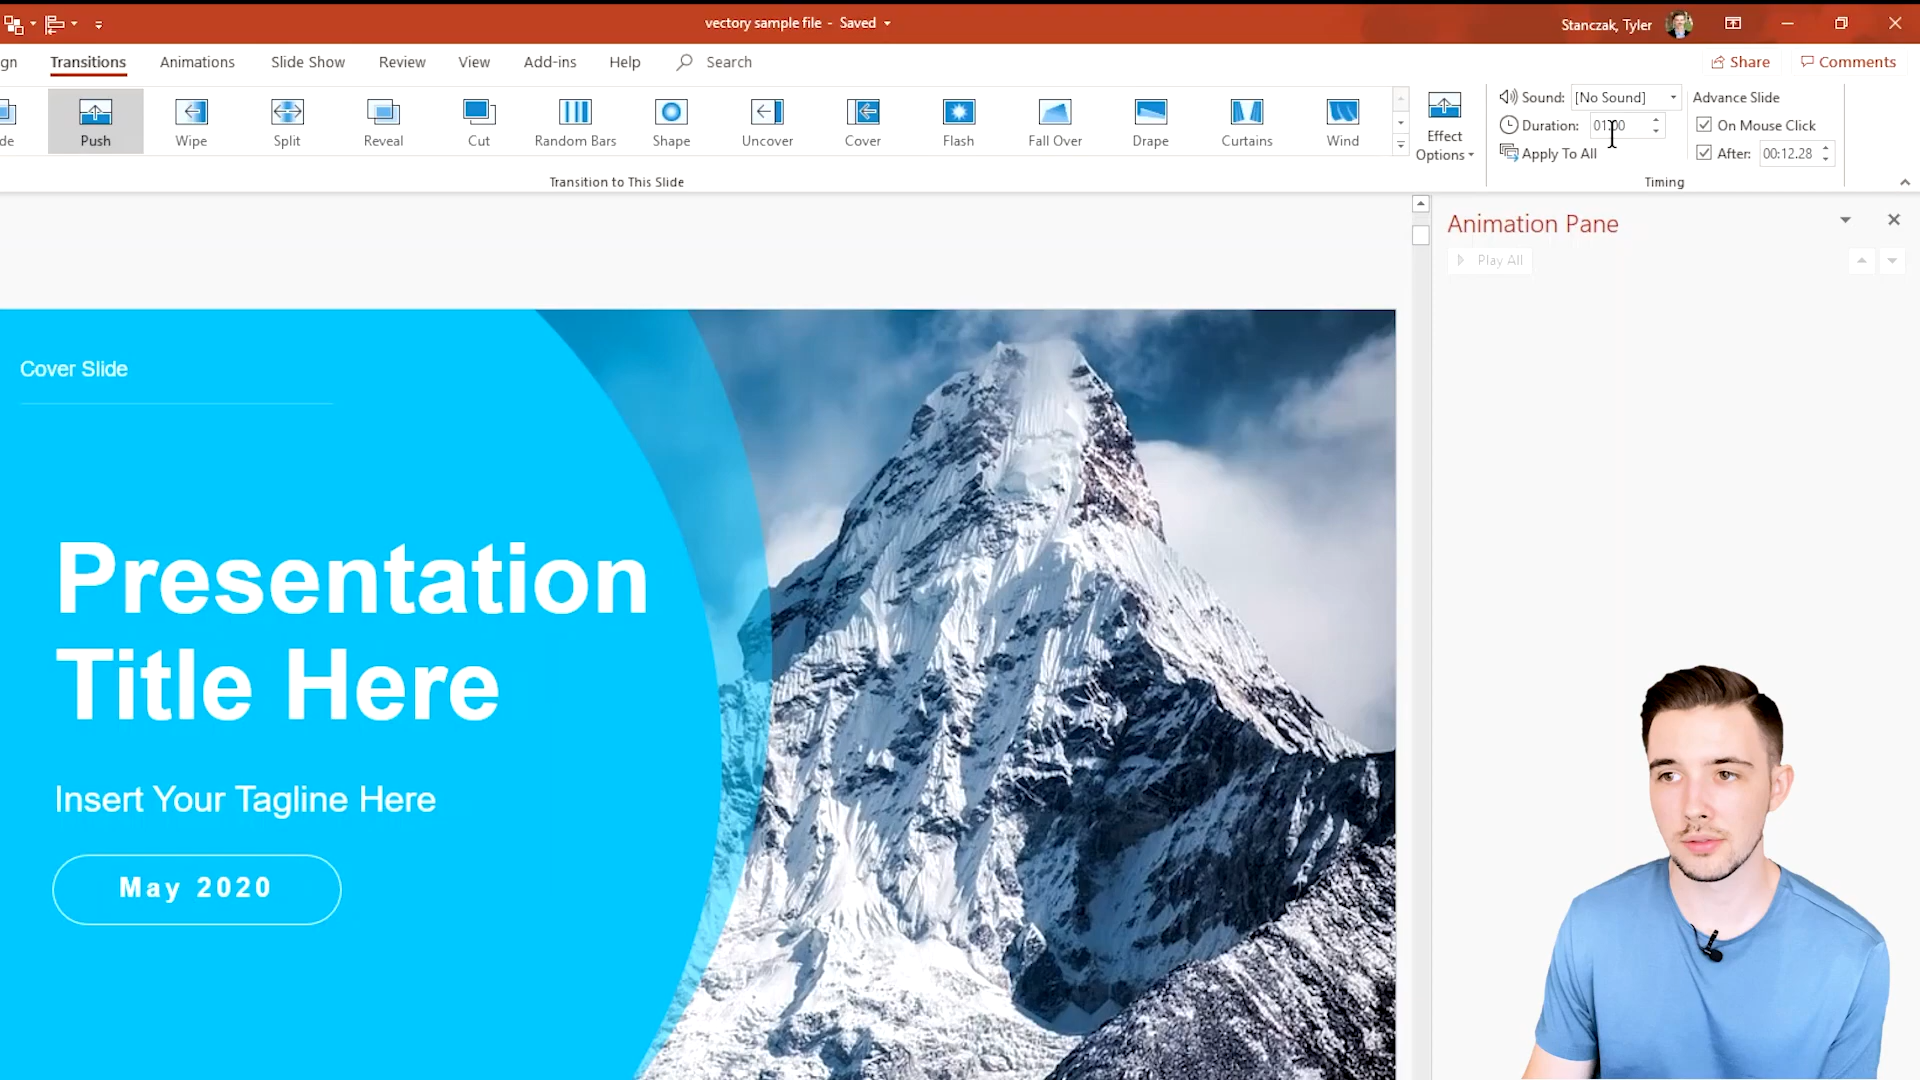 vectory sample file - Saved
Stanczak, Tyler
gn Transitions Animations Slide Show Review View Add-ins Help Search
Share Comments
de Push Wipe Split Reveal Cut Random Bars Shape Uncover Cover Flash Fall Over Drape Curtains Wind
Effect Options
Transition to This Slide
Sound: [No Sound]
Duration:
Apply To All
Advance Slide
On Mouse Click
After: 00:12.28
Timing
Animation Pane
Play All
Cover Slide
Presentation
Title Here
Insert Your Tagline Here
May 2020